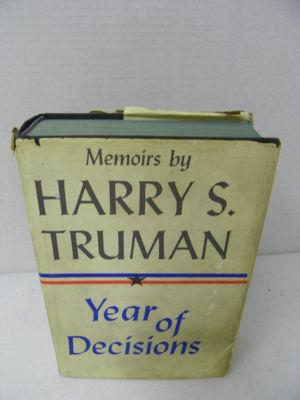 Memoirs by
HARRY S.
TRUMAN
Year of
Decisions